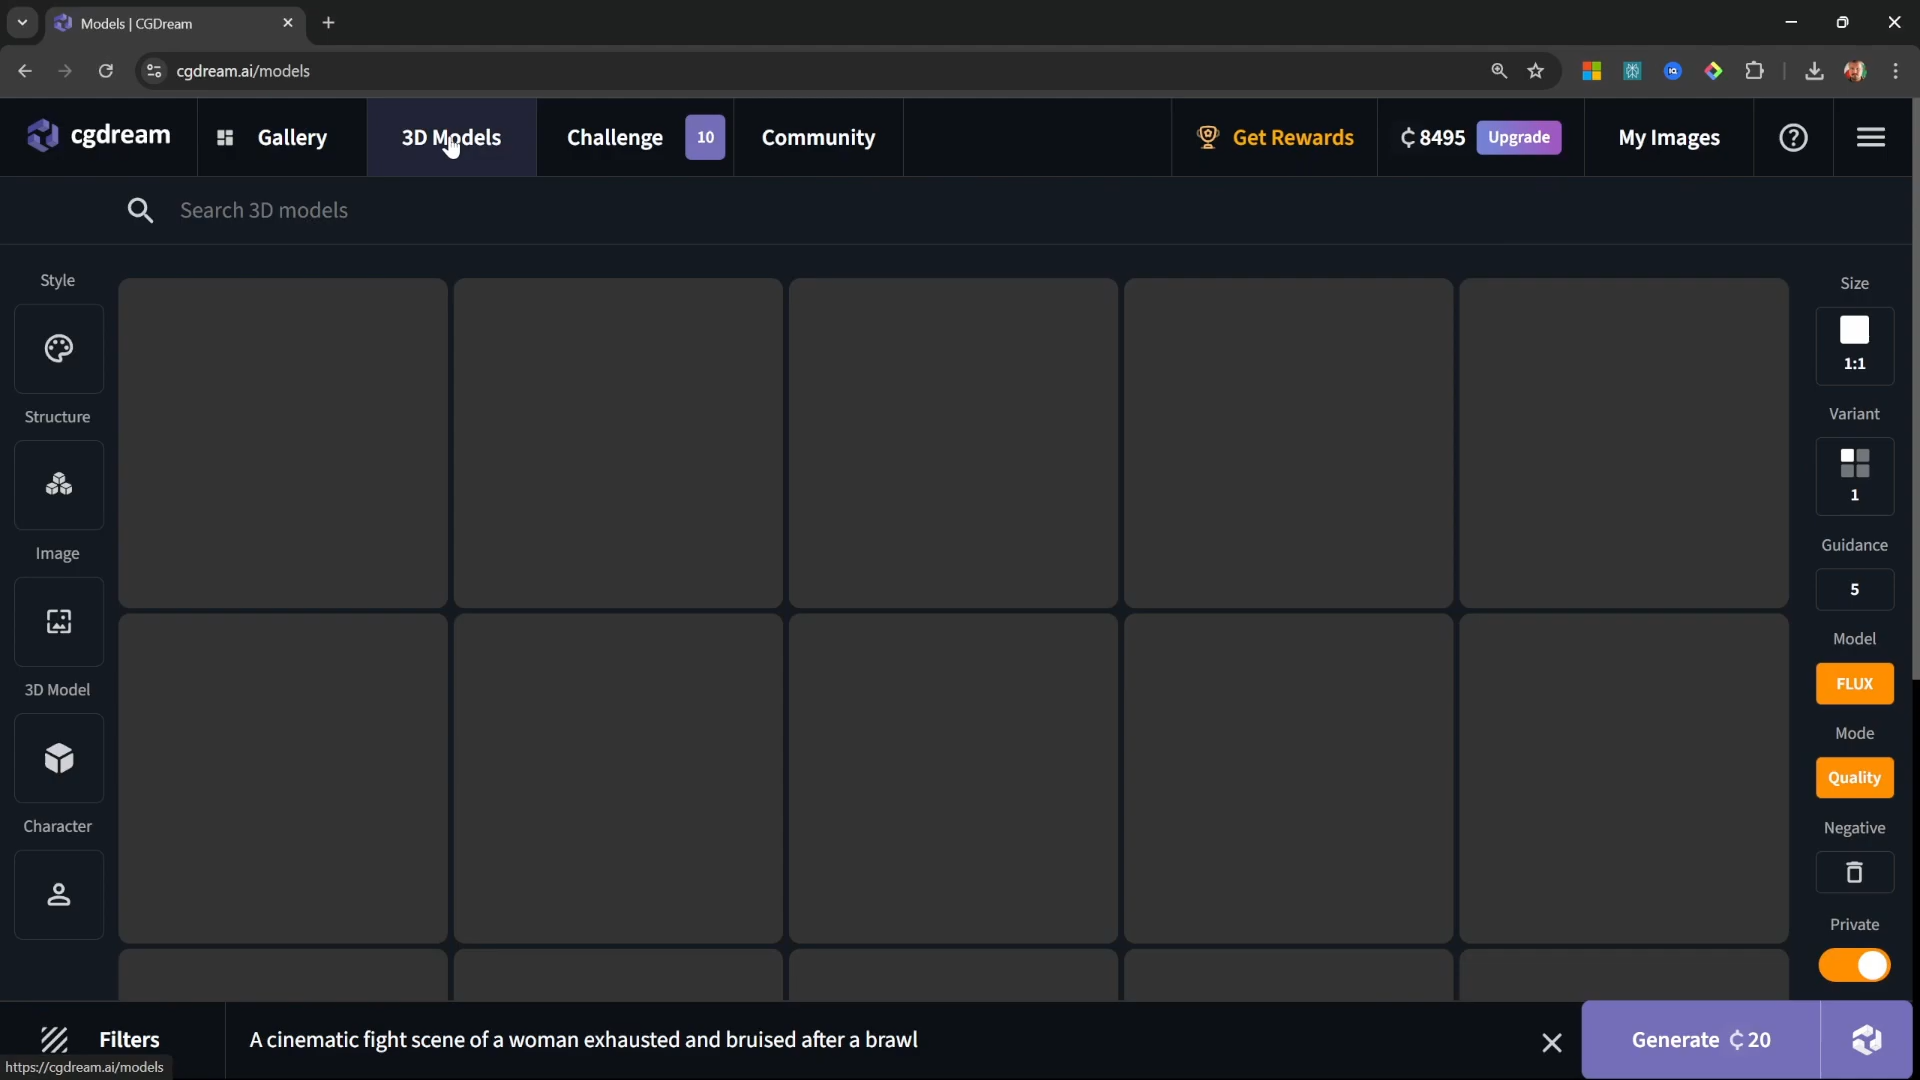 Models | CGDream
cgdream.ai/models
cgdream
Gallery
3D Models
Challenge
10
Community
Get Rewards
₵ 8495
Upgrade
My Images
Search 3D models
Style
Structure
Image
3D Model
Character
Size
1:1
Variant
1
Guidance
5
Model
FLUX
Mode
Quality
Negative
Private
Filters
A cinematic fight scene of a woman exhausted and bruised after a brawl
Generate ₵ 20
https://cgdream.ai/models